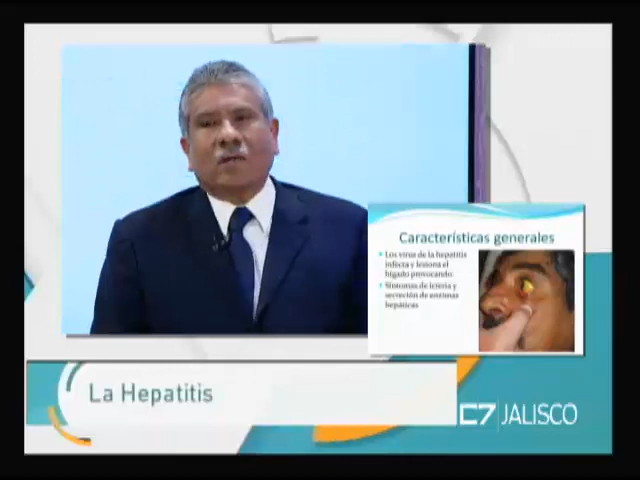 Características generales
Los virus de la hepatitis
infecta y lesiona el
hígado provocando:
Síntomas de icteria y
secreción de enzimas
hepáticas
La Hepatitis
C7 JALISCO